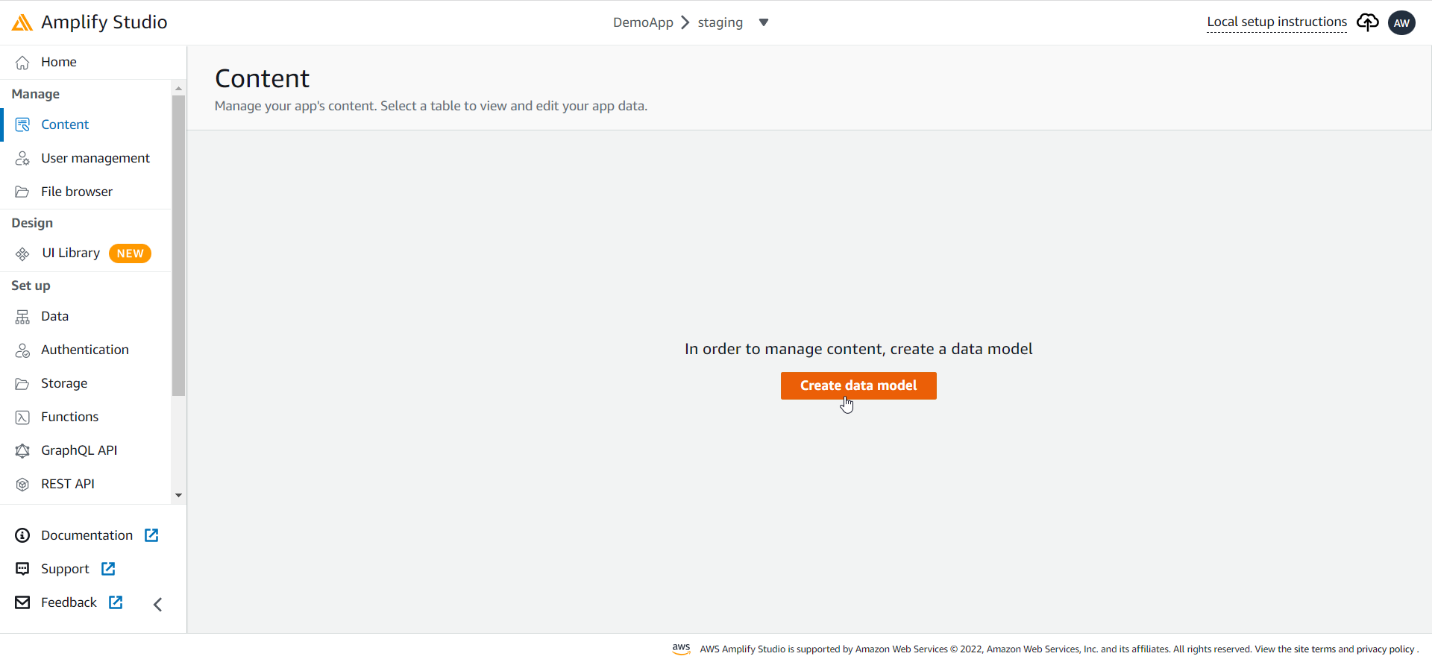 Amplify Studio
DemoApp
staging
Local setup instructions
AW
Home
Manage
Content
User management
File browser
Design
UI Library NEW
Set up
Data
Authentication
Storage
Functions
GraphQL API
REST API
Documentation
Support
Feedback
Content
Manage your app's content. Select a table to view and edit your app data.
In order to manage content, create a data model
Create data model
aws AWS Amplify Studio is supported by Amazon Web Services © 2022, Amazon Web Services, Inc. and its affiliates. All rights reserved. View the site terms and privacy policy .